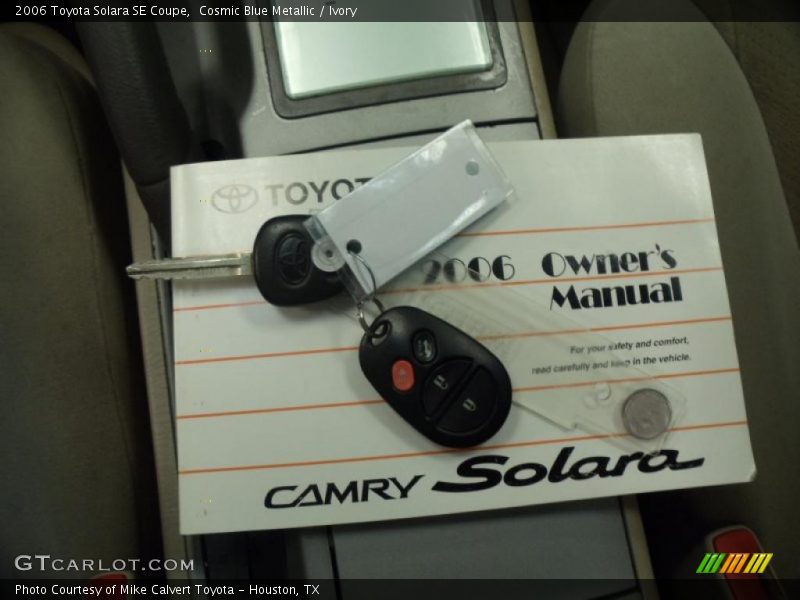 2006 Toyota Solara SE Coupe,  Cosmic Blue Metallic / Ivory
TOYOT
2006 Owner's
Manual
For your safety and comfort,
read carefully and keep in the vehicle.
CAMRY Solara
GTCARLOT.COM
Photo Courtesy of Mike Calvert Toyota - Houston, TX